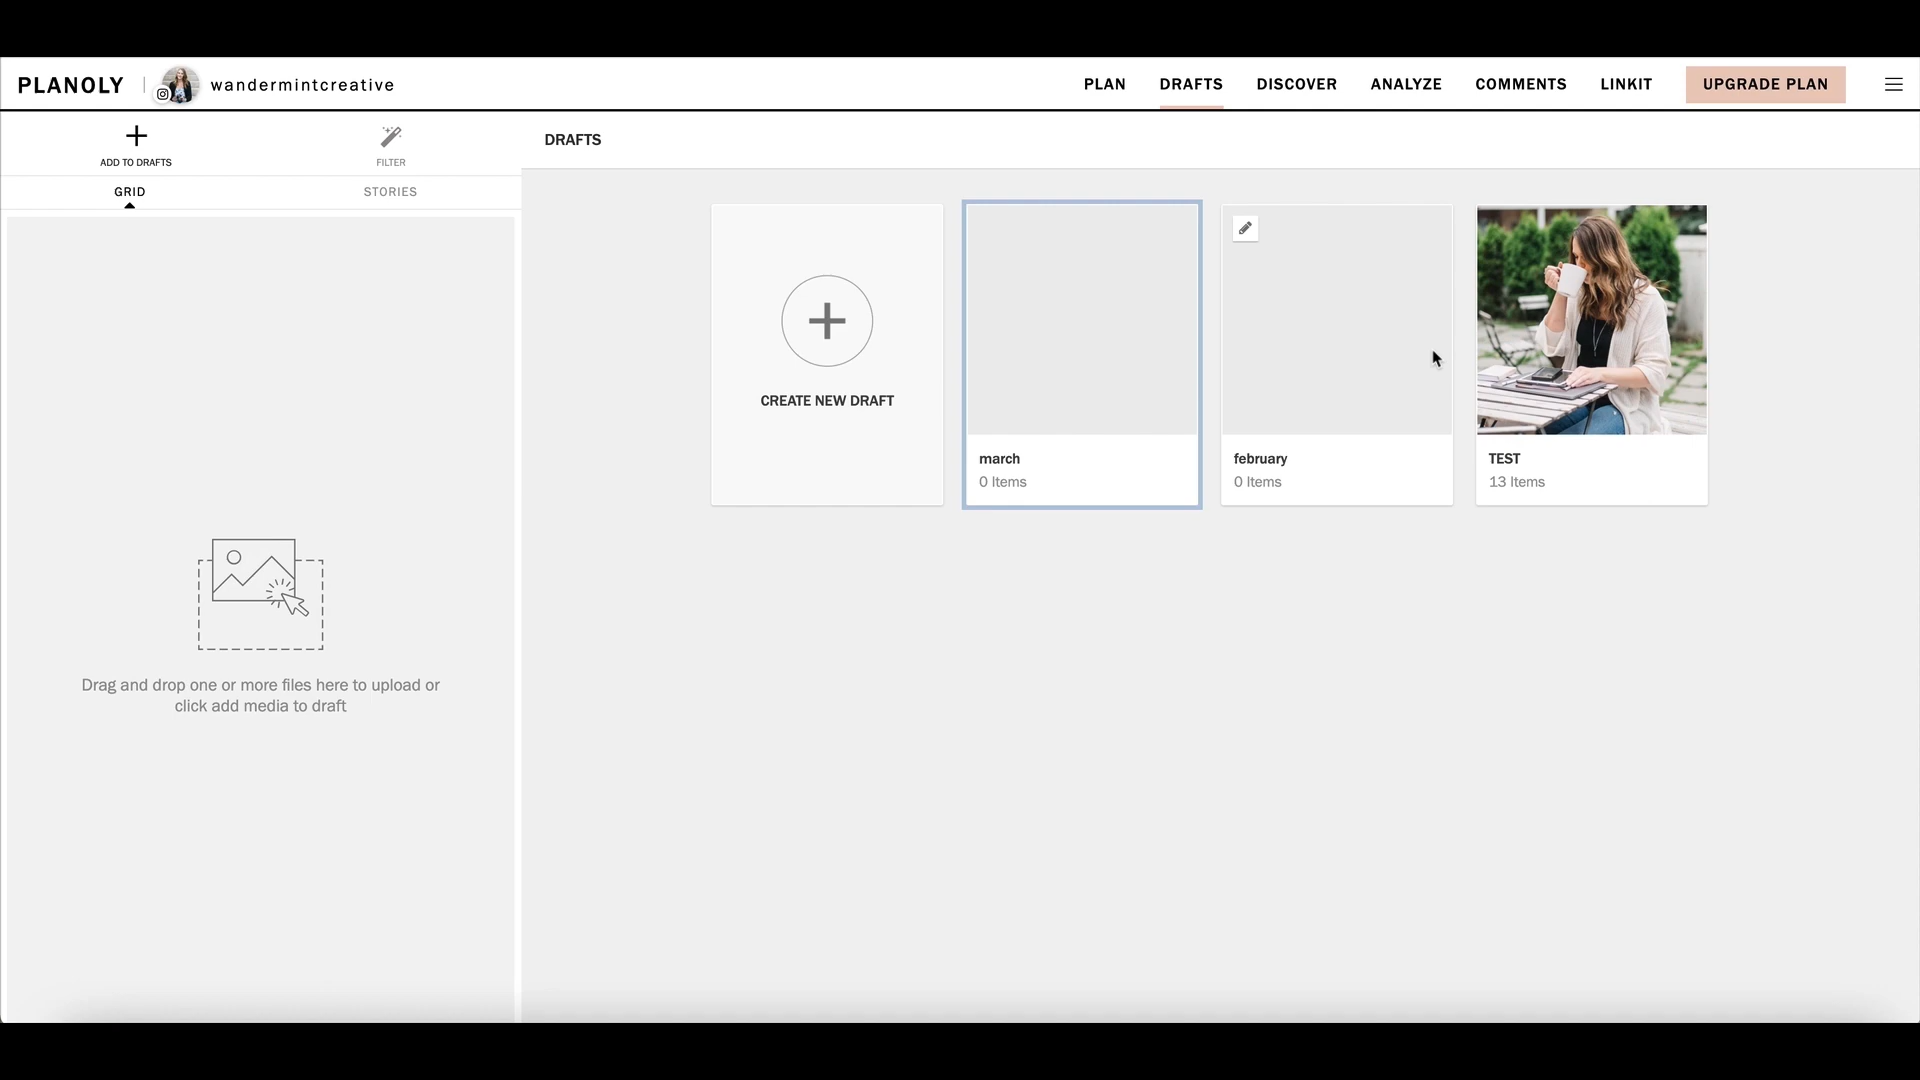 PLANOLY
wandermintcreative
PLAN
DRAFTS
DISCOVER
ANALYZE
COMMENTS
LINKIT
UPGRADE PLAN
ADD TO DRAFTS
FILTER
GRID
STORIES
Drag and drop one or more files here to upload or
click add media to draft
DRAFTS
CREATE NEW DRAFT
march
0 Items
february
0 Items
TEST
13 Items